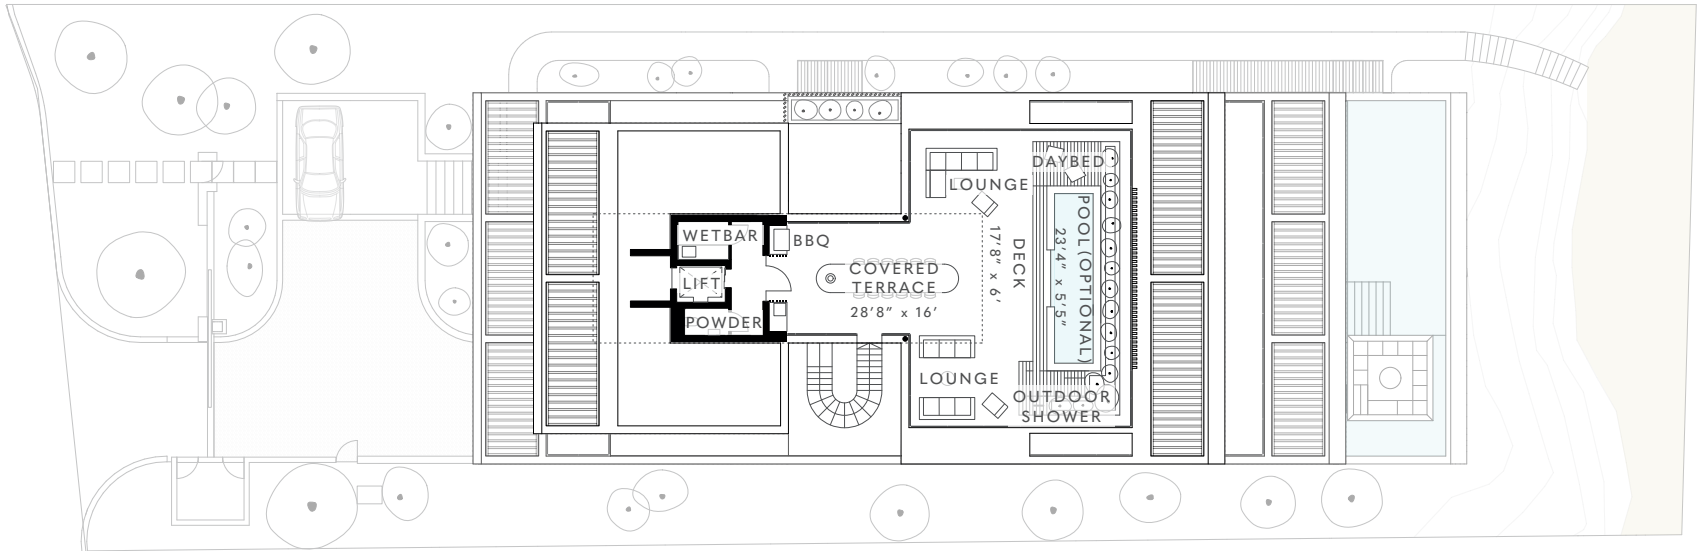 DAYBED
LOUNGE
WETBAR
BBQ
LIFT
COVERED
TERRACE
28'8" x 16'
POWDER
DECK
17'8" x 6'
POOL (OPTIONAL)
23'4" x 5'5"
LOUNGE
OUTDOOR
SHOWER